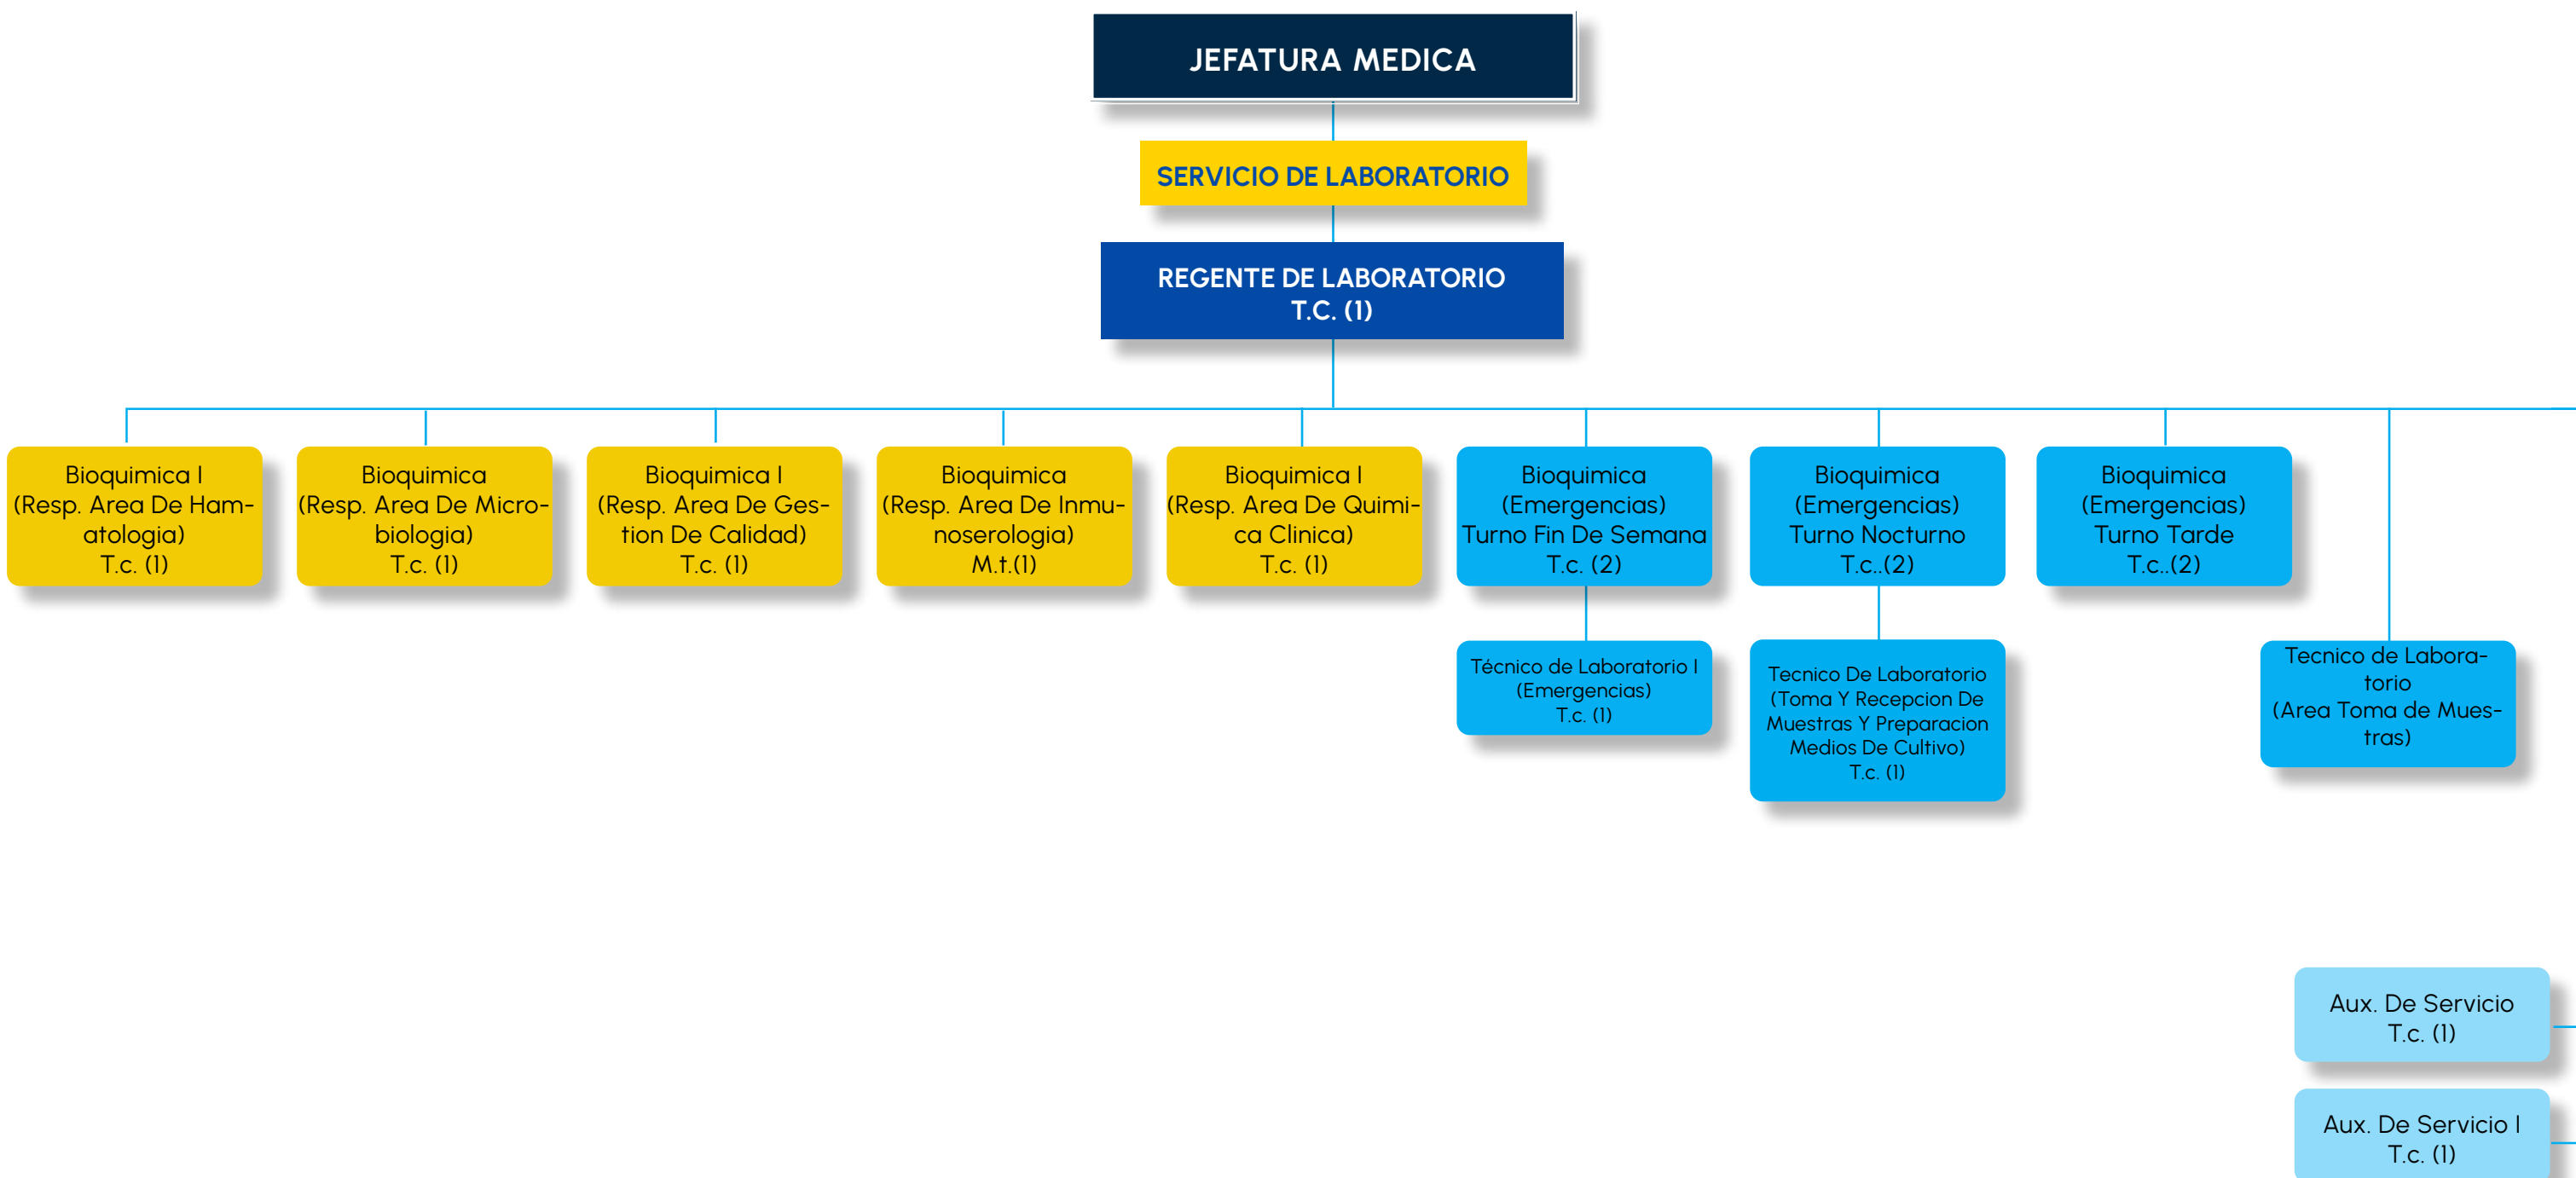 JEFATURA MEDICA
SERVICIO DE LABORATORIO
REGENTE DE LABORATORIO
T.C. (1)
Bioquimica I
(Resp. Area De Ham-
atologia)
T.c. (1)
Bioquimica
(Resp. Area De Micro-
biologia)
T.c. (1)
Bioquimica I
(Resp. Area De Ges-
tion De Calidad)
T.c. (1)
Bioquimica
(Resp. Area De Inmu-
noserologia)
M.t.(1)
Bioquimica I
(Resp. Area De Quimi-
ca Clinica)
T.c. (1)
Bioquimica
(Emergencias)
Turno Fin De Semana
T.c. (2)
Bioquimica
(Emergencias)
Turno Nocturno
T.c..(2)
Bioquimica
(Emergencias)
Turno Tarde
T.c..(2)
Técnico de Laboratorio I
(Emergencias)
T.c. (1)
Tecnico De Laboratorio
(Toma Y Recepcion De
Muestras Y Preparacion
Medios De Cultivo)
T.c. (1)
Tecnico de Labora-
torio
(Area Toma de Mues-
tras)
Aux. De Servicio
T.c. (1)
Aux. De Servicio I
T.c. (1)